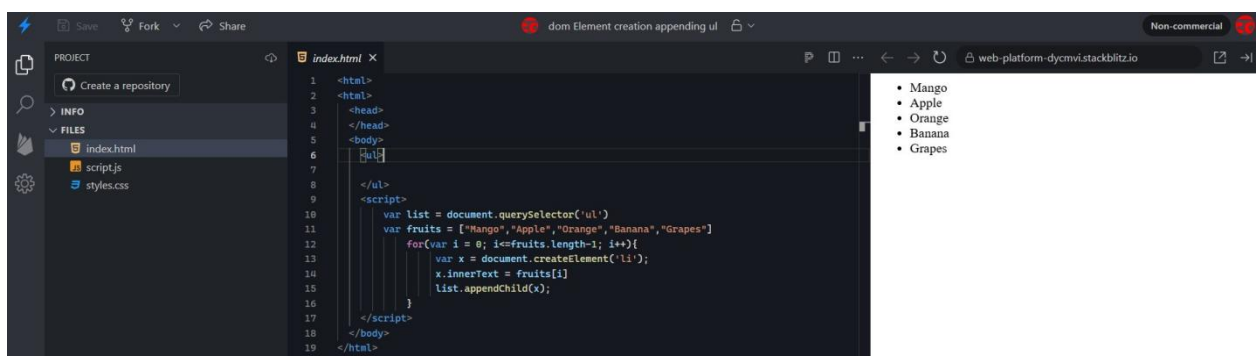 Save Fork Share dom Element creation appending ul Non-commercial
PROJECT
Create a repository
INFO
FILES
index.html
script.js
styles.css
index.html
web-platform-dycmvi.stackblitz.io
1 <html>
2 <html>
3 <head>
4 </head>
5 <body>
6 <ul>
7
8 </ul>
9 <script>
10 var list = document.querySelector('ul')
11 var fruits = ["Mango","Apple","Orange","Banana","Grapes"]
12 for(var i = 0; i<=fruits.length-1; i++){
13 var x = document.createElement('li');
14 x.innerText = fruits[i]
15 list.appendChild(x);
16 }
17 </script>
18 </body>
19 </html>
• Mango
• Apple
• Orange
• Banana
• Grapes